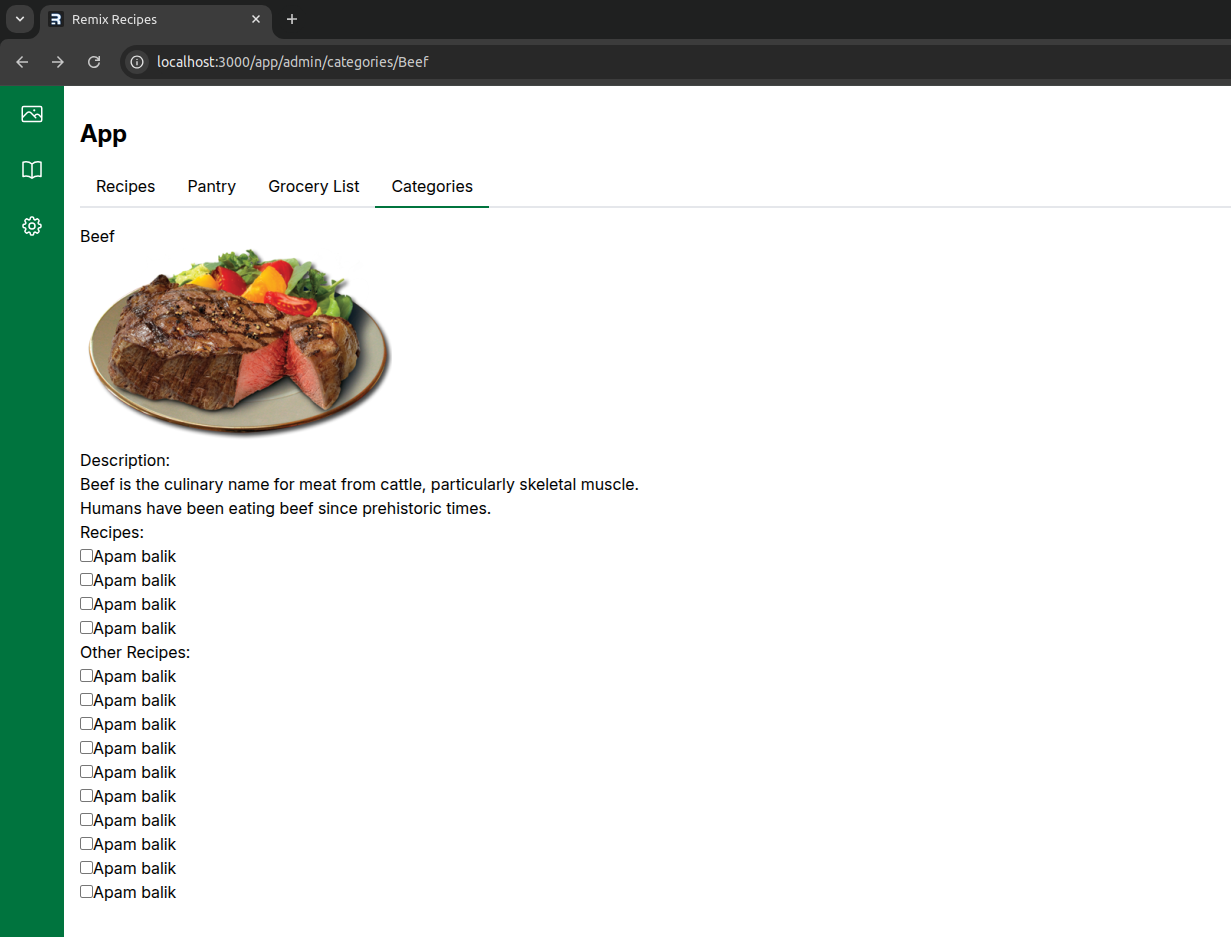 Remix Recipes
localhost:3000/app/admin/categories/Beef
App
Recipes Pantry Grocery List Categories
Beef
Description:
Beef is the culinary name for meat from cattle, particularly skeletal muscle.
Humans have been eating beef since prehistoric times.
Recipes:
Apam balik
Apam balik
Apam balik
Apam balik
Other Recipes:
Apam balik
Apam balik
Apam balik
Apam balik
Apam balik
Apam balik
Apam balik
Apam balik
Apam balik
Apam balik